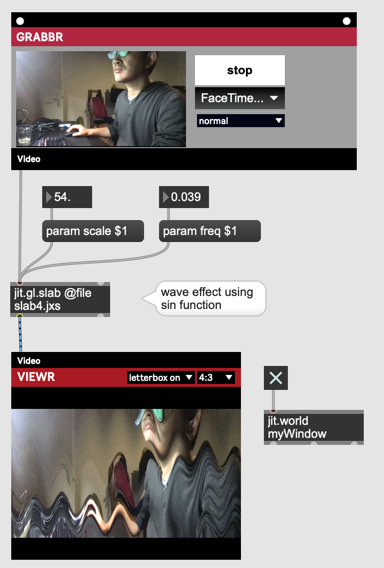 GRABBR
stop
FaceTime...
normal
Video
54.
0.039
param scale $1
param freq $1
jit.gl.slab @file
slab4.jxs
wave effect using
sin function
Video
VIEWR
letterbox on
4:3
jit.world
myWindow